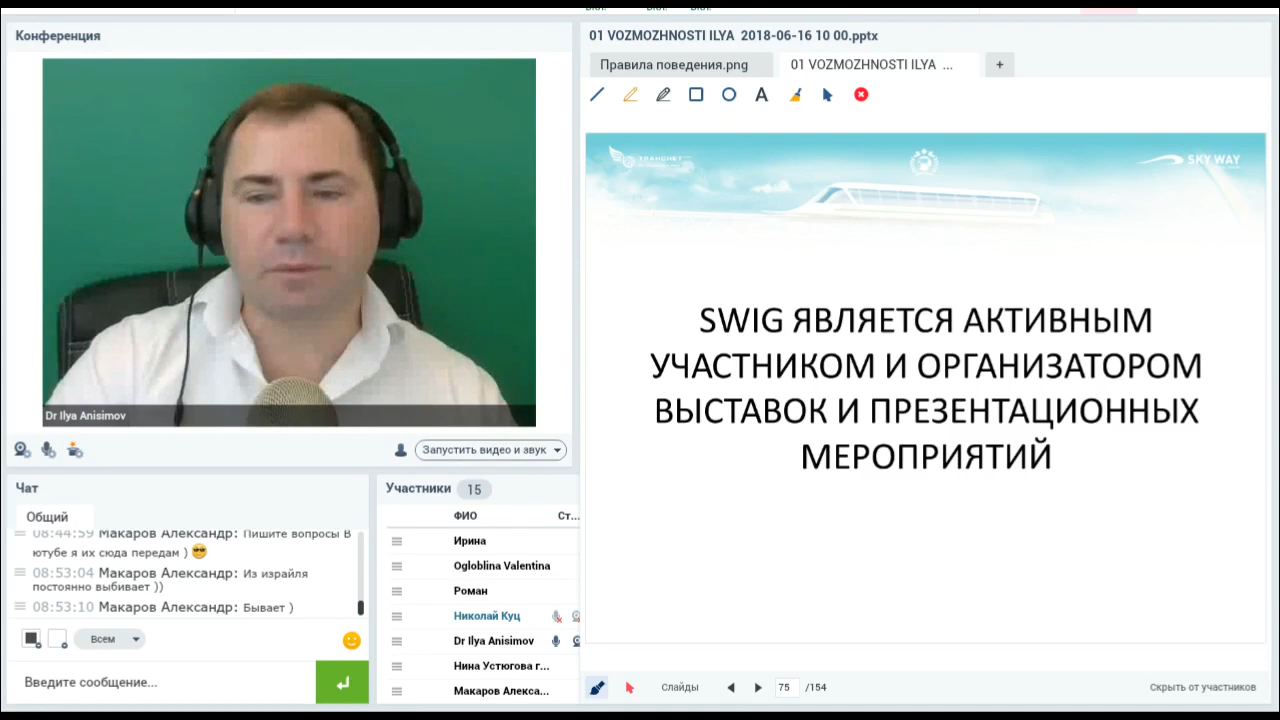 Конференция
Dr Ilya Anisimov
Запустить видео и звук
Чат
Общий
08:44:59 Макаров Александр: Пишите вопросы В
ютубе я их сюда передам )
08:53:04 Макаров Александр: Из израйля
постоянно выбивает ))
08:53:10 Макаров Александр: Бывает )
Всем
Введите сообщение...
Участники 15
ФИО Ст...
Ирина
Ogloblina Valentina
Роман
Николай Куц
Dr Ilya Anisimov
Нина Устюгова г...
Макаров Алекса...
01 VOZMOZHNOSTI ILYA 2018-06-16 10 00.pptx
Правила поведения.png
01 VOZMOZHNOSTI ILYA ...
+
A
ТРАНСНЕТ
SKY WAY
SWIG ЯВЛЯЕТСЯ АКТИВНЫМ
УЧАСТНИКОМ И ОРГАНИЗАТОРОМ
ВЫСТАВОК И ПРЕЗЕНТАЦИОННЫХ
МЕРОПРИЯТИЙ
Слайды
75 /154
Скрыть от участников